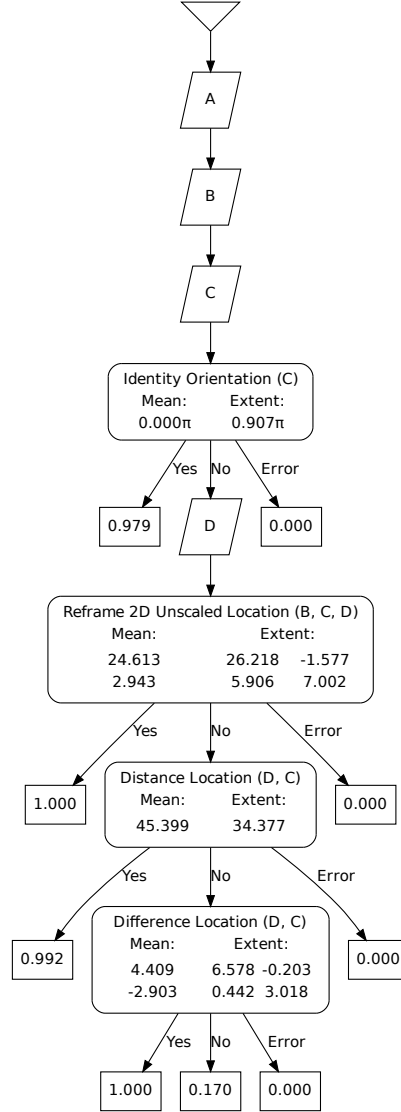 A
B
C
Identity Orientation (C)
Mean: Extent:
0.000π 0.907π
Yes No Error
0.979 D 0.000
Reframe 2D Unscaled Location (B, C, D)
Mean: Extent:
24.613 26.218 -1.577
2.943 5.906 7.002
Yes No Error
1.000 0.000
Distance Location (D, C)
Mean: Extent:
45.399 34.377
Yes No Error
0.992 0.000
Difference Location (D, C)
Mean: Extent:
4.409 6.578 -0.203
-2.903 0.442 3.018
Yes No Error
1.000 0.170 0.000